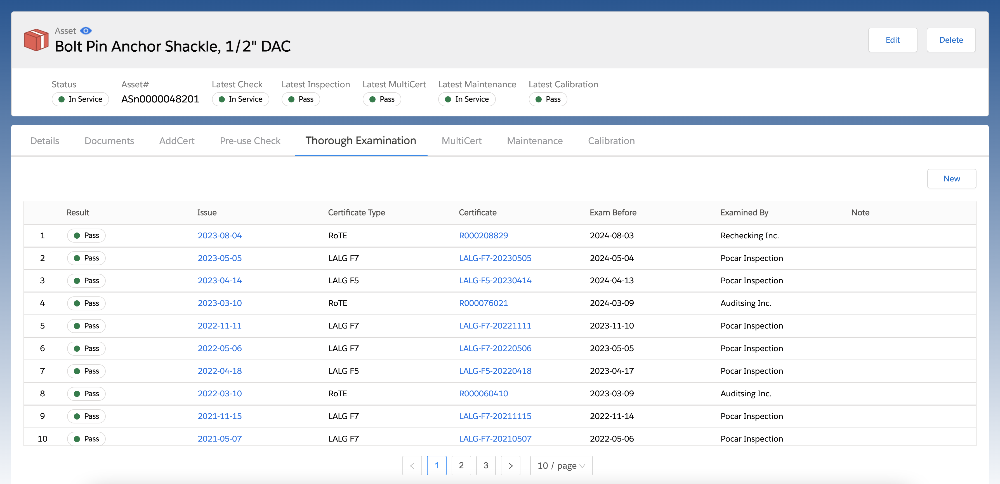 Asset
Bolt Pin Anchor Shackle, 1/2" DAC
Edit Delete
Status Asset# Latest Check Latest Inspection Latest MultiCert Latest Maintenance Latest Calibration
In Service ASn0000048201 In Service Pass Pass In Service Pass
Details Documents AddCert Pre-use Check Thorough Examination MultiCert Maintenance Calibration
New
Result Issue Certificate Type Certificate Exam Before Examined By Note
1 Pass 2023-08-04 RoTE R000208829 2024-08-03 Rechecking Inc.
2 Pass 2023-05-05 LALG F7 LALG-F7-20230505 2024-05-04 Pocar Inspection
3 Pass 2023-04-14 LALG F5 LALG-F5-20230414 2024-04-13 Pocar Inspection
4 Pass 2023-03-10 RoTE R000076021 2024-03-09 Auditsing Inc.
5 Pass 2022-11-11 LALG F7 LALG-F7-20221111 2023-11-10 Pocar Inspection
6 Pass 2022-05-06 LALG F7 LALG-F7-20220506 2023-05-05 Pocar Inspection
7 Pass 2022-04-18 LALG F5 LALG-F5-20220418 2023-04-17 Pocar Inspection
8 Pass 2022-03-10 RoTE R000060410 2023-03-09 Auditsing Inc.
9 Pass 2021-11-15 LALG F7 LALG-F7-20211115 2022-11-14 Pocar Inspection
10 Pass 2021-05-07 LALG F7 LALG-F7-20210507 2022-05-06 Pocar Inspection
< 1 2 3 > 10 / page